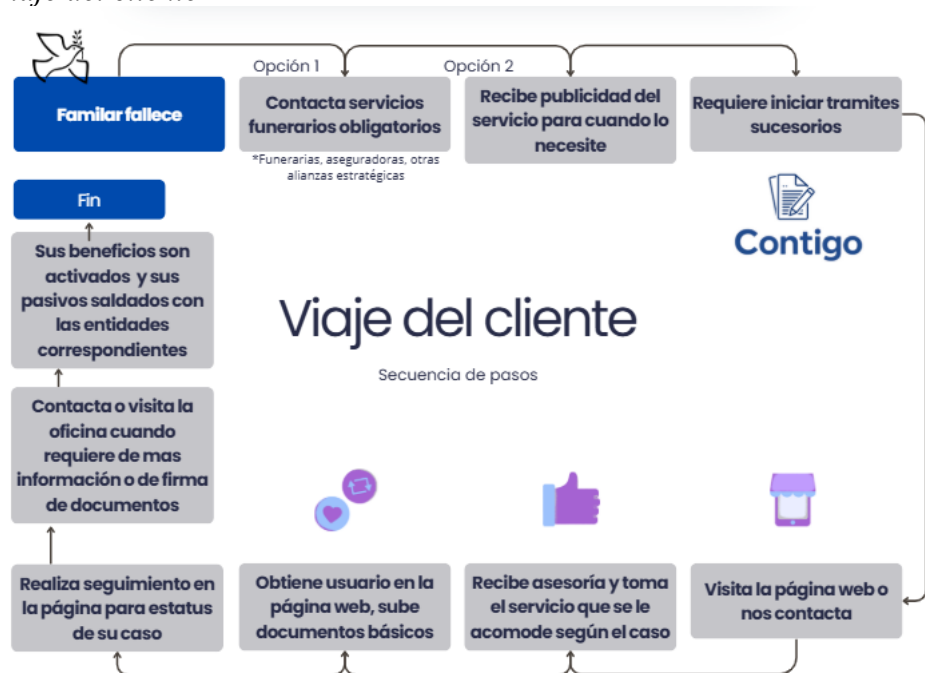 Opción 1
Opción 2
Familar fallece
Contacta servicios
funerarios obligatorios
*Funerarias, aseguradoras, otras
alianzas estratégicas
Recibe publicidad del
servicio para cuando lo
necesite
Requiere iniciar tramites
sucesorios
Contigo
Viaje del cliente
Secuencia de pasos
Visita la página web o
nos contacta
Recibe asesoría y toma
el servicio que se le
acomode según el caso
Obtiene usuario en la
página web, sube
documentos básicos
Realiza seguimiento en
la página para estatus
de su caso
Contacta o visita la
oficina cuando
requiere de mas
información o de firma
de documentos
Sus beneficios son
activados y sus
pasivos saldados con
las entidades
correspondientes
Fin